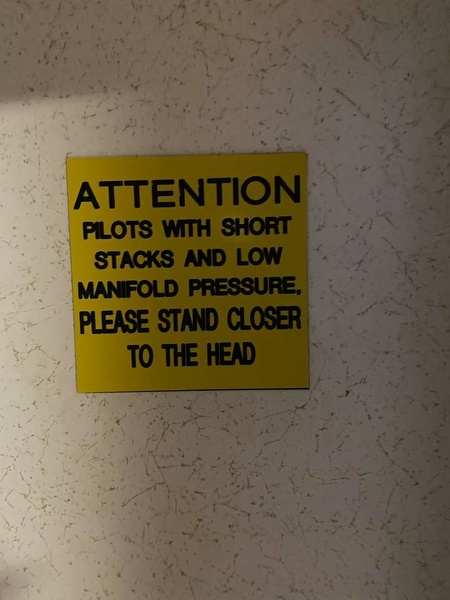 ATTENTION
PILOTS WITH SHORT
STACKS AND LOW
MANIFOLD PRESSURE,
PLEASE STAND CLOSER
TO THE HEAD